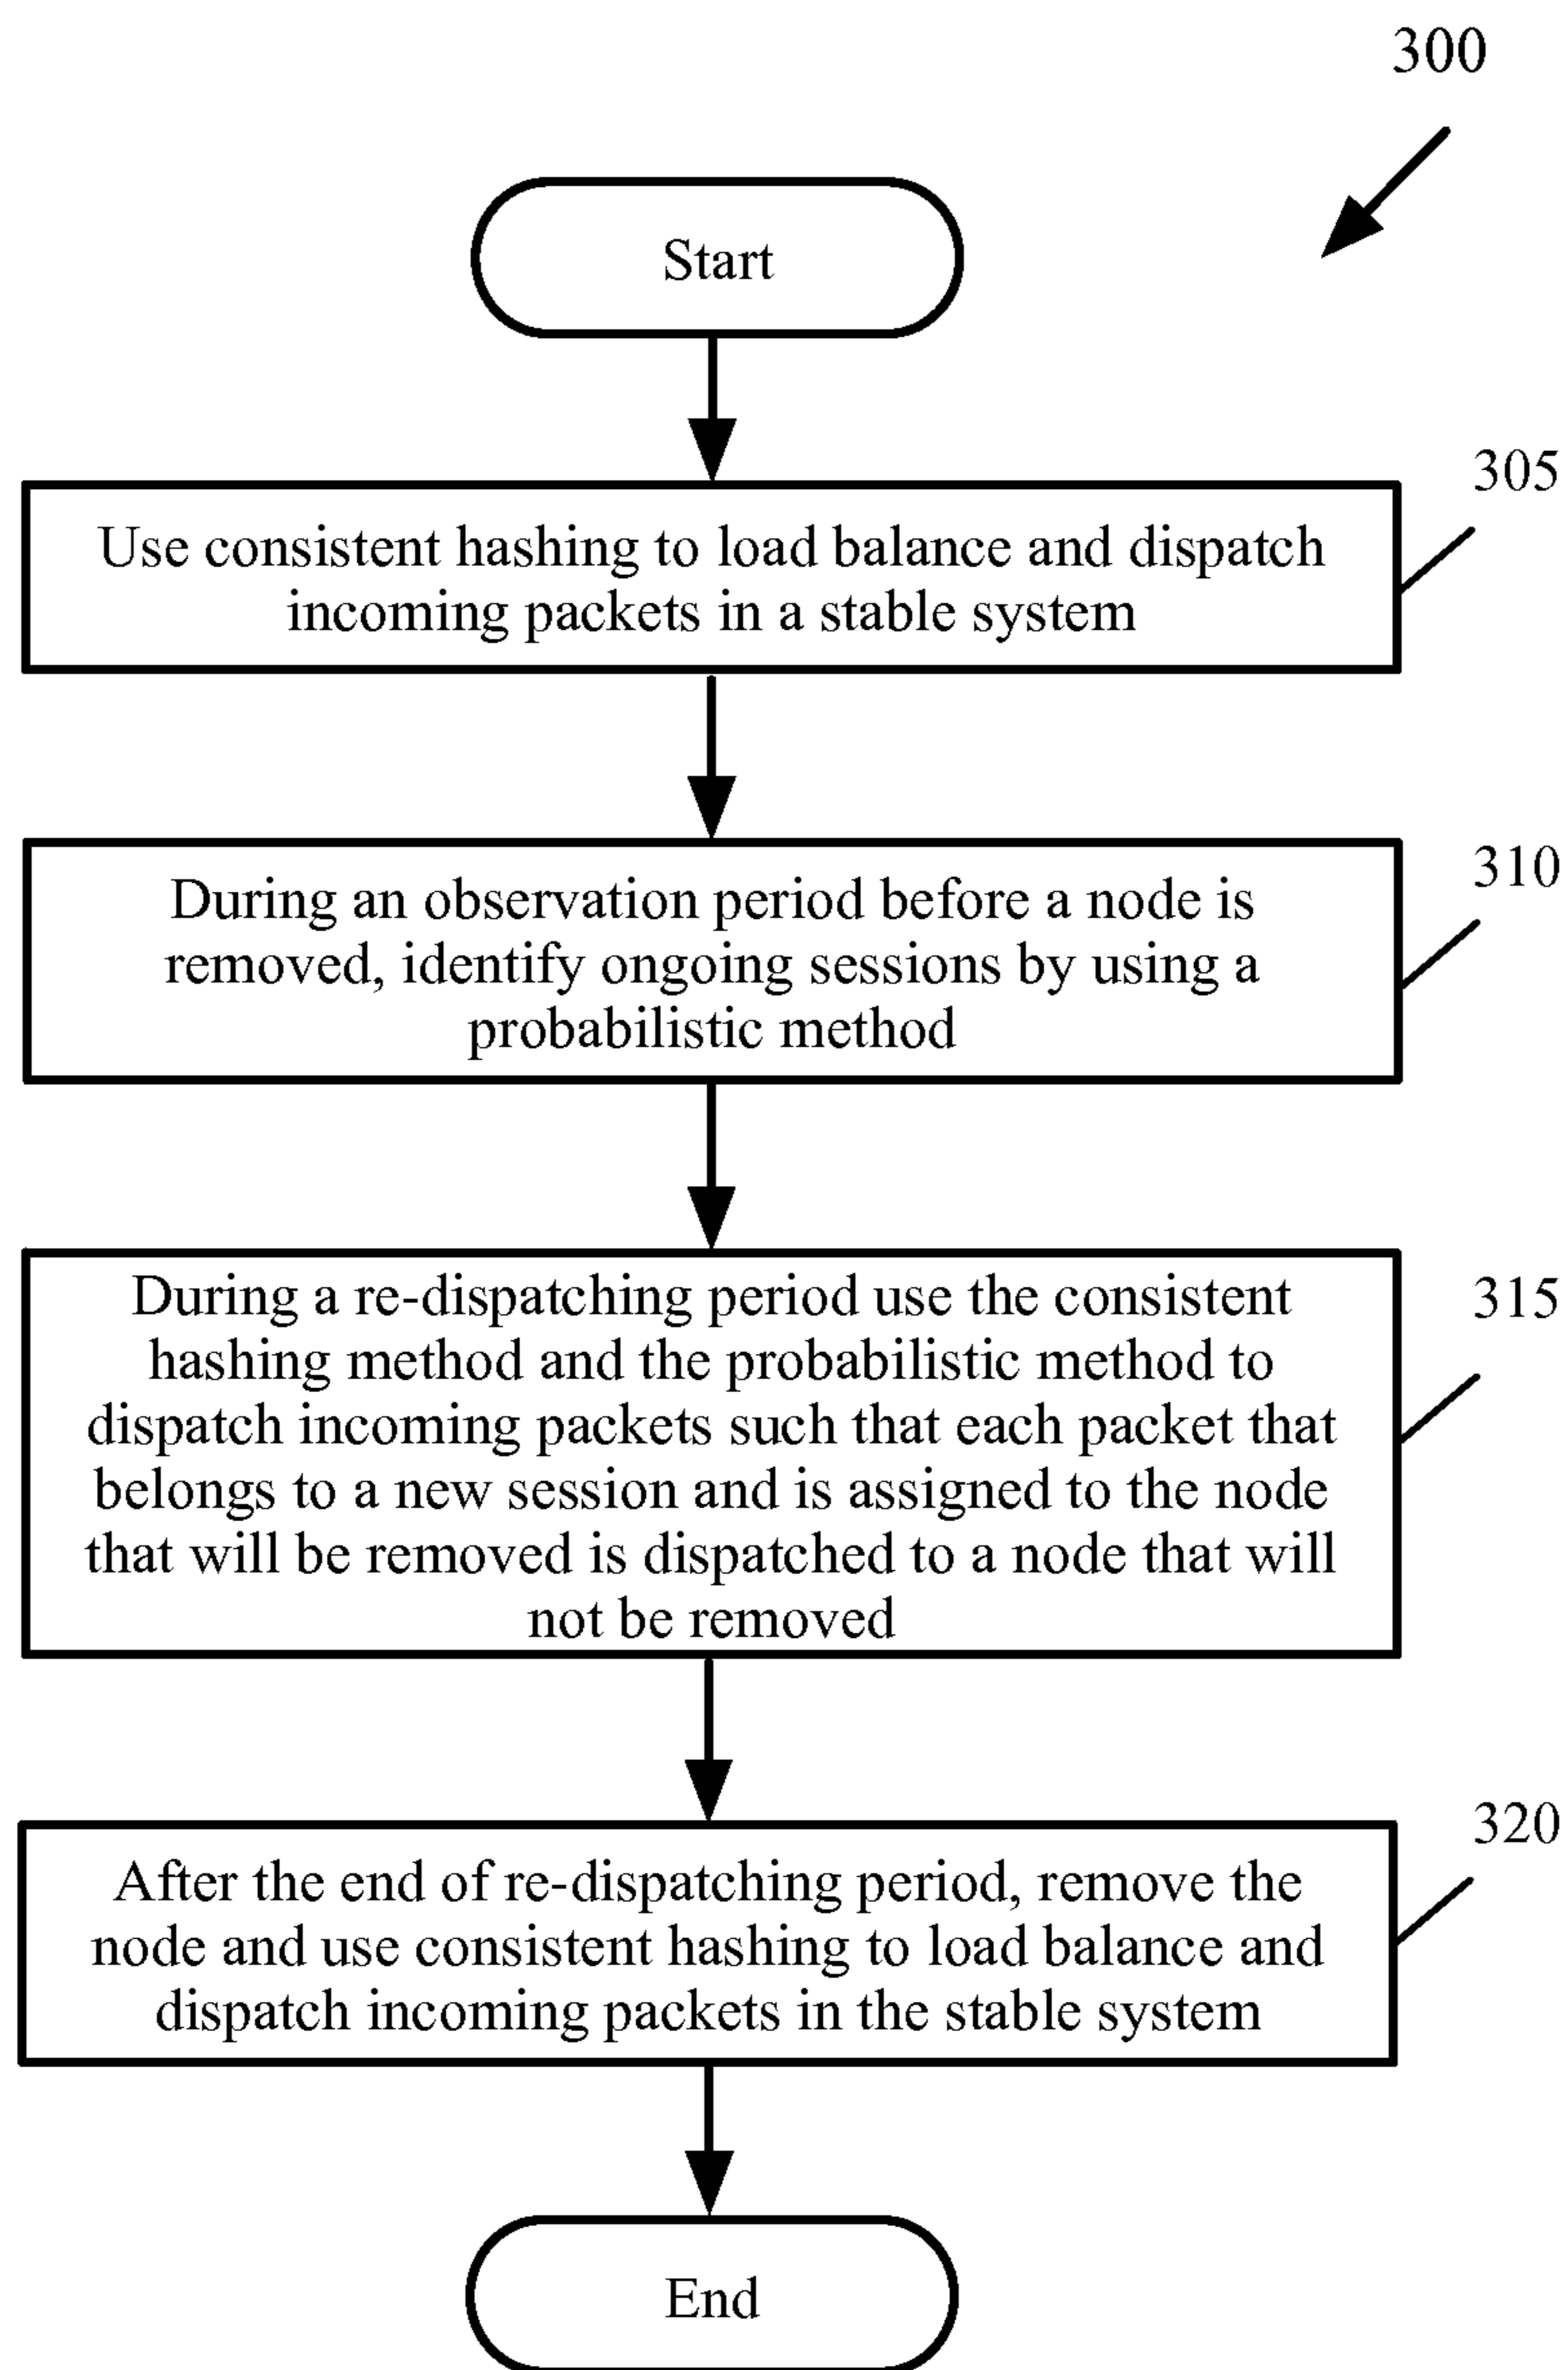 300
Start
305
Use consistent hashing to load balance and dispatch
incoming packets in a stable system
310
During an observation period before a node is
removed, identify ongoing sessions by using a
probabilistic method
315
During a re-dispatching period use the consistent
hashing method and the probabilistic method to
dispatch incoming packets such that each packet that
belongs to a new session and is assigned to the node
that will be removed is dispatched to a node that will
not be removed
320
After the end of re-dispatching period, remove the
node and use consistent hashing to load balance and
dispatch incoming packets in the stable system
End